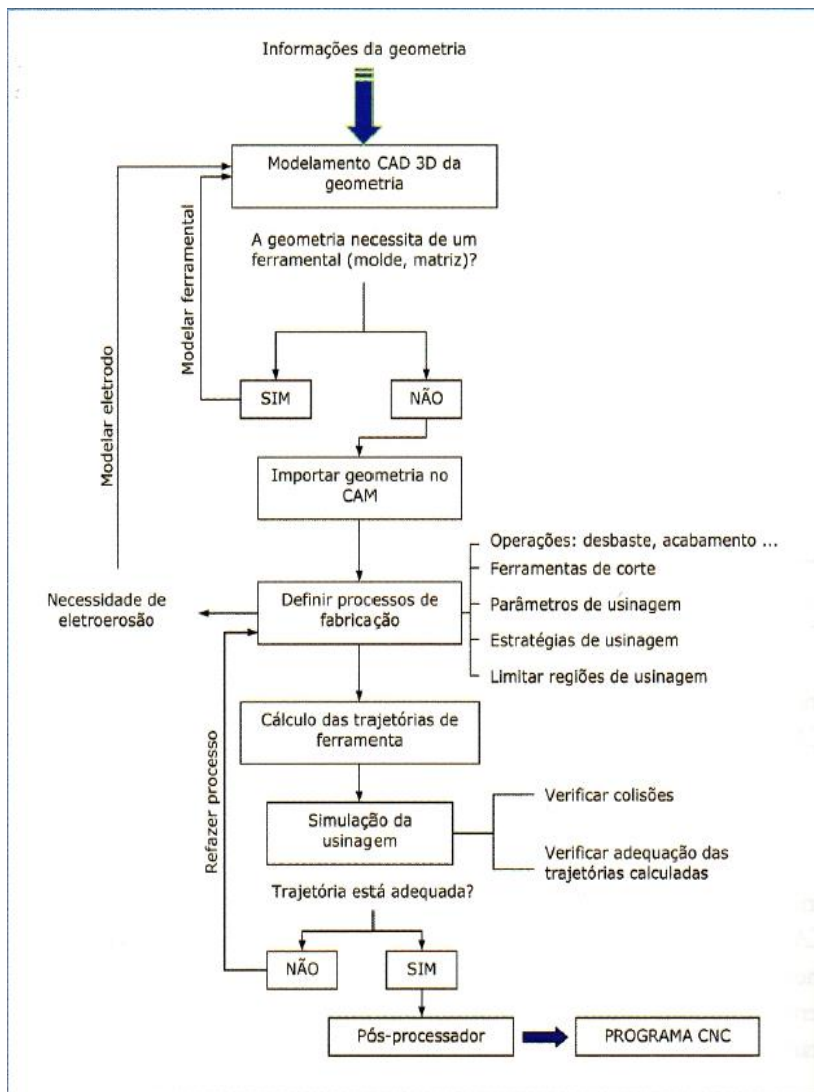 Informações da geometria
Modelamento CAD 3D da
geometria
A geometria necessita de um
ferramental (molde, matriz)?
Modelar ferramental
Modelar eletrodo
SIM
NÃO
Importar geometria no
CAM
Operações: desbaste, acabamento ...
Ferramentas de corte
Necessidade de
eletroerosão
Definir processos de
fabricação
Parâmetros de usinagem
Estratégias de usinagem
Limitar regiões de usinagem
Cálculo das trajetórias de
ferramenta
Refazer processo
Simulação da
usinagem
Verificar colisões
Verificar adequação das
trajetórias calculadas
Trajetória está adequada?
NÃO
SIM
Pós-processador
PROGRAMA CNC